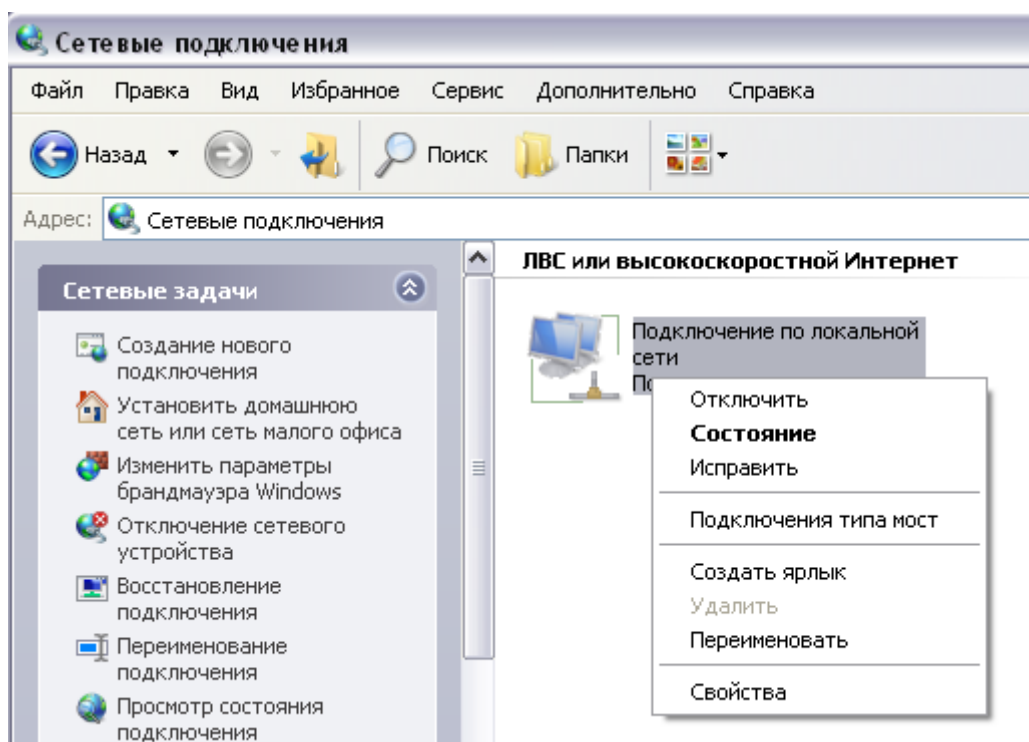 Сетевые подключения
Файл Правка Вид Избранное Сервис Дополнительно Справка
Назад Поиск Папки
Адрес: Сетевые подключения
Сетевые задачи
Создание нового
подключения
Установить домашнюю
сеть или сеть малого офиса
Изменить параметры
брандмауэра Windows
Отключение сетевого
устройства
Восстановление
подключения
Переименование
подключения
Просмотр состояния
подключения
ЛВС или высокоскоростной Интернет
Подключение по локальной
сети
Отключить
Состояние
Исправить
Подключения типа мост
Создать ярлык
Удалить
Переименовать
Свойства